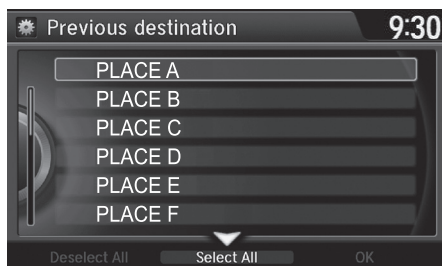 Previous destination 9:30
PLACE A
PLACE B
PLACE C
PLACE D
PLACE E
PLACE F
Deselect All Select All OK